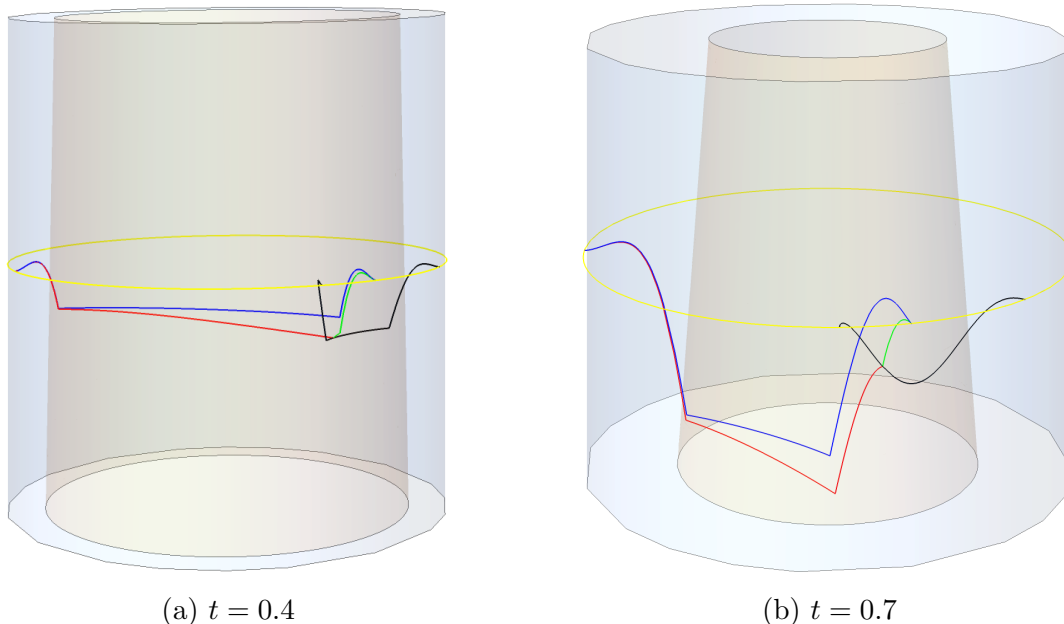 (a) t = 0.4
(b) t = 0.7